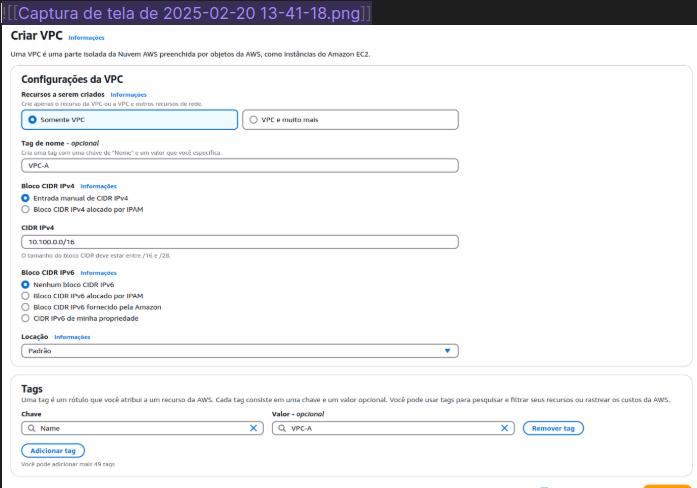 ![[Captura de tela de 2025-02-20 13-41-18.png]]
Criar VPC Informações
Uma VPC é uma parte isolada da Nuvem AWS preenchida por objetos da AWS, como instâncias do Amazon EC2.
Configurações da VPC
Recursos a serem criados Informações
Crie apenas o recurso da VPC ou a VPC e outros recursos de rede.
Somente VPC
VPC e muito mais
Tag de nome - opcional
Cria uma tag com uma chave de "Nome" e um valor que você especifica.
VPC-A
Bloco CIDR IPv4 Informações
Entrada manual de CIDR IPv4
Bloco CIDR IPv4 alocado por IPAM
CIDR IPv4
10.100.0.0/16
O tamanho do bloco CIDR deve estar entre /16 e /28.
Bloco CIDR IPv6 Informações
Nenhum bloco CIDR IPv6
Bloco CIDR IPv6 alocado por IPAM
Bloco CIDR IPv6 fornecido pela Amazon
CIDR IPv6 de minha propriedade
Locação Informações
Padrão
Tags
Uma tag é um rótulo que você atribui a um recurso da AWS. Cada tag consiste em uma chave e um valor opcional. Você pode usar tags para pesquisar e filtrar seus recursos ou rastrear os custos da AWS.
Chave
Valor - opcional
Name
VPC-A
Remover tag
Adicionar tag
Você pode adicionar mais 49 tags